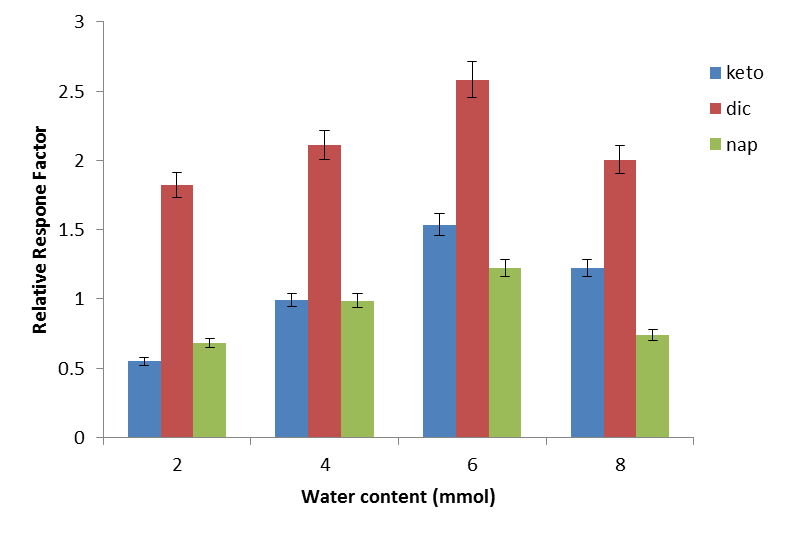 3
2.5
2
1.5
1
0.5
0
Relative Respone Factor
2 4 6 8
Water content (mmol)
keto
dic
nap